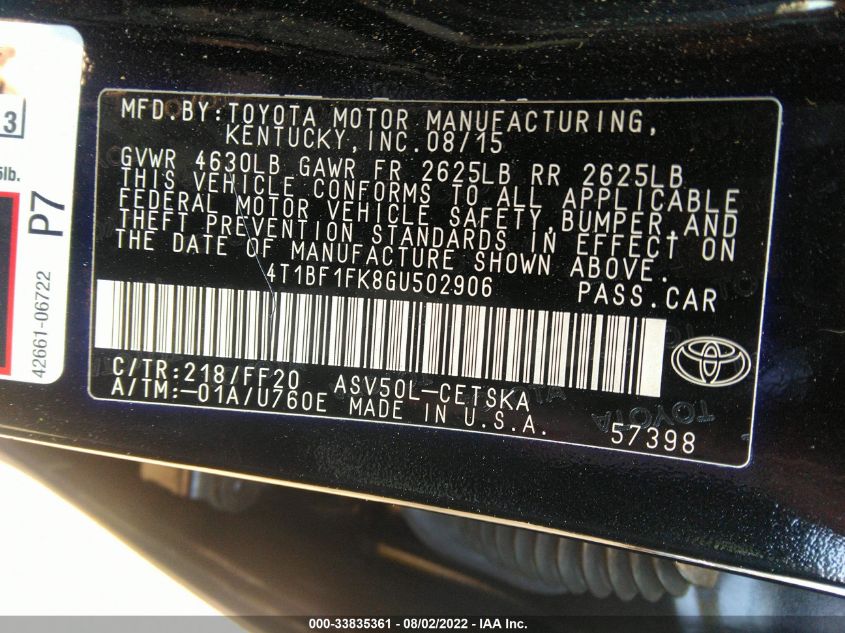 MFD.BY:TOYOTA MOTOR MANUFACTURING,
KENTUCKY, INC.08/15
GVWR 4630LB GAWR FR 2625LB RR 2625LB
THIS VEHICLE CONFORMS TO ALL APPLICABLE
FEDERAL MOTOR VEHICLE SAFETY,BUMPER,AND
THEFT PREVENTION STANDARDS IN EFFECT ON
THE DATE OF MANUFACTURE SHOWN ABOVE.
4T1BF1FK8GU502906 PASS.CAR
C/TR:218/FF20 ASV50L-CETSKA
A/TM:-01A/U760E MADE IN U.S.A. 57398
TOYOTA
3
lb.
P7
42661-06722
000-33835361 - 08/02/2022 - IAA Inc.